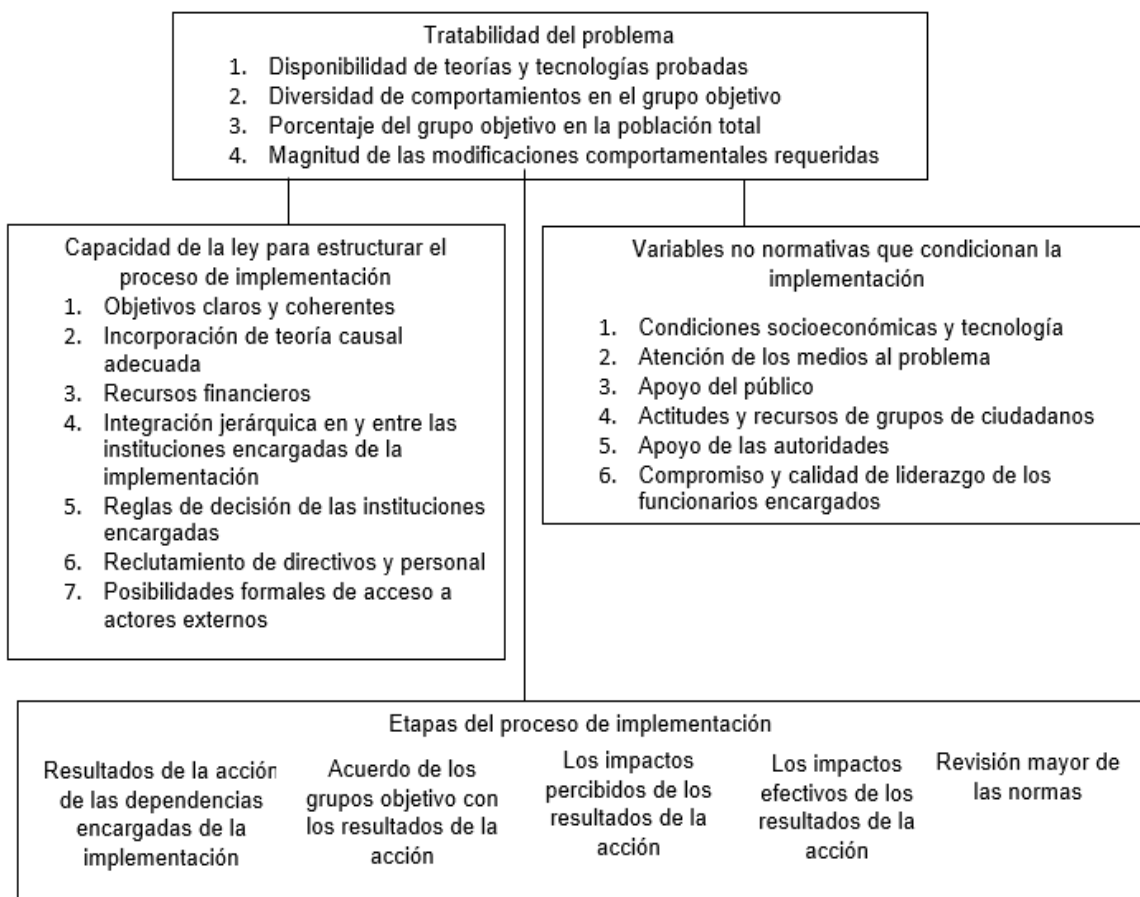 Tratabilidad del problema
1. Disponibilidad de teorías y tecnologías probadas
2. Diversidad de comportamientos en el grupo objetivo
3. Porcentaje del grupo objetivo en la población total
4. Magnitud de las modificaciones comportamentales requeridas
Capacidad de la ley para estructurar el
proceso de implementación
1. Objetivos claros y coherentes
2. Incorporación de teoría causal
adecuada
3. Recursos financieros
4. Integración jerárquica en y entre las
instituciones encargadas de la
implementación
5. Reglas de decisión de las instituciones
encargadas
6. Reclutamiento de directivos y personal
7. Posibilidades formales de acceso a
actores externos
Variables no normativas que condicionan la
implementación
1. Condiciones socioeconómicas y tecnología
2. Atención de los medios al problema
3. Apoyo del público
4. Actitudes y recursos de grupos de ciudadanos
5. Apoyo de las autoridades
6. Compromiso y calidad de liderazgo de los
funcionarios encargados
Etapas del proceso de implementación
Resultados de la acción
de las dependencias
encargadas de la
implementación
Acuerdo de los
grupos objetivo con
los resultados de la
acción
Los impactos
percibidos de los
resultados de la
acción
Los impactos
efectivos de los
resultados de la
acción
Revisión mayor de
las normas